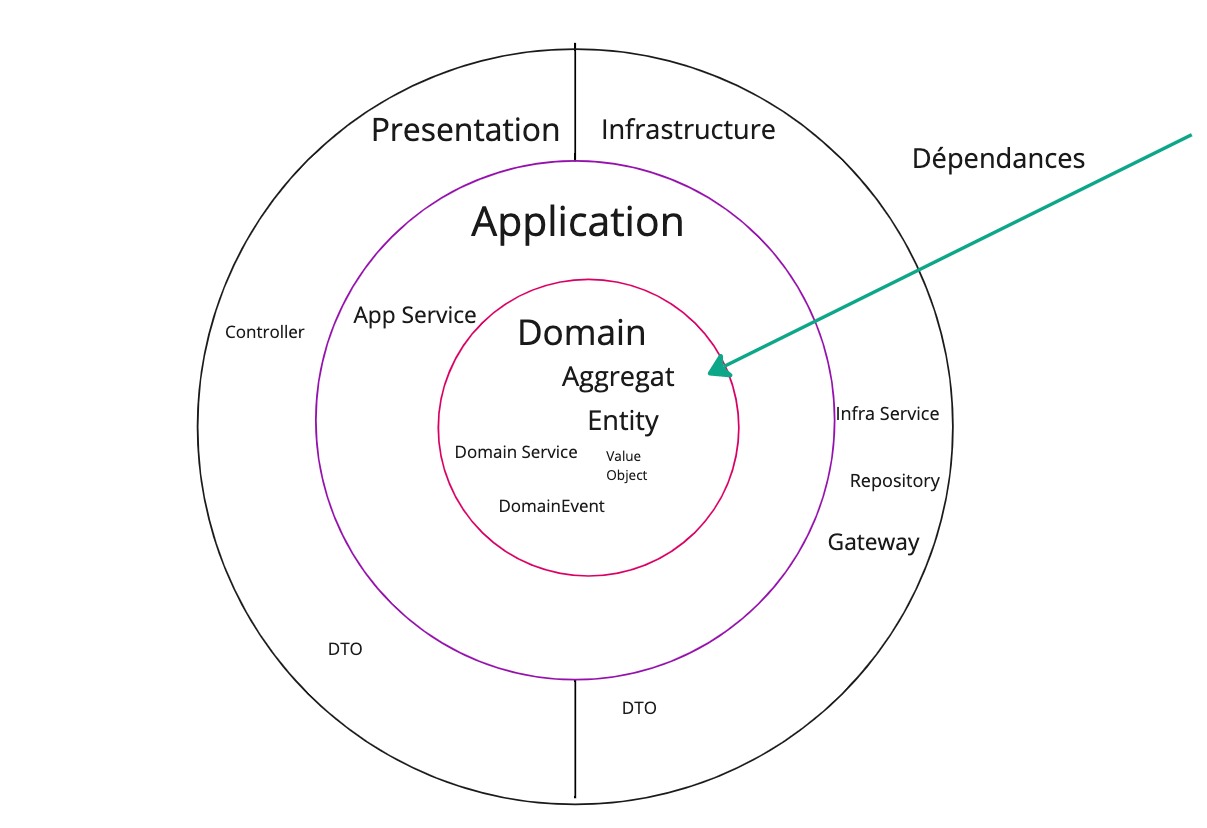 Presentation
Infrastructure
Dépendances
Application
App Service
Controller
Domain
Aggregat
Entity
Infra Service
Domain Service
Value
Object
Repository
DomainEvent
Gateway
DTO
DTO